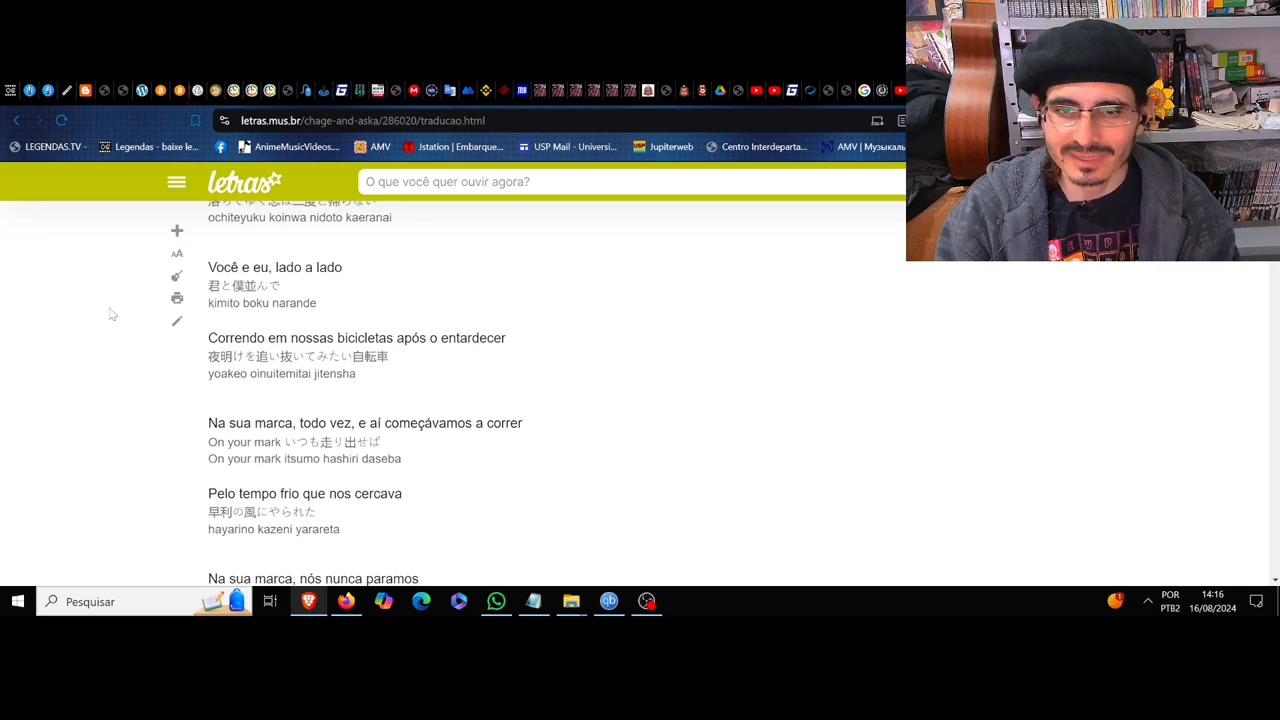 letras.mus.br/chage-and-aska/286020/traducao.html
LEGENDAS.TV -
Legendas - baixe le...
AnimeMusicVideos....
AMV
Jstation | Embarque...
USP Mail - Universi...
Jupiterweb
Centro Interdeparta...
AMV | Музыкаль
letras
O que você quer ouvir agora?
ochiteyuku koinwa nidoto kaeranai
AA
Você e eu, lado a lado
君と僕並んで
kimito boku narande
Correndo em nossas bicicletas após o entardecer
夜明けを追い抜いてみたい自転車
yoakeo oinuitemitai jitensha
Na sua marca, todo vez, e aí começávamos a correr
On your mark いつも走り出せば
On your mark itsumo hashiri daseba
Pelo tempo frio que nos cercava
早利の風にやられた
hayarino kazeni yarareta
Na sua marca, nós nunca paramos
Pesquisar
POR
PTB2
14:16
16/08/2024